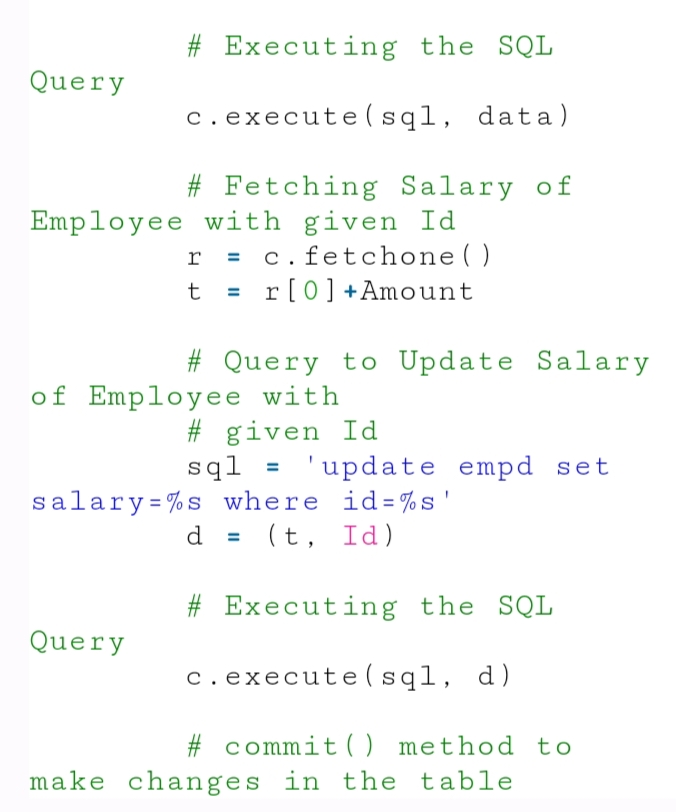 # Executing the SQL
Query
c.execute(sql, data)
# Fetching Salary of
Employee with given Id
r = c.fetchone()
t = r[0]+Amount
# Query to Update Salary
of Employee with
# given Id
sql = 'update empd set
salary=%s where id=%s'
d = (t, Id)
# Executing the SQL
Query
c.execute(sql, d)
# commit() method to
make changes in the table